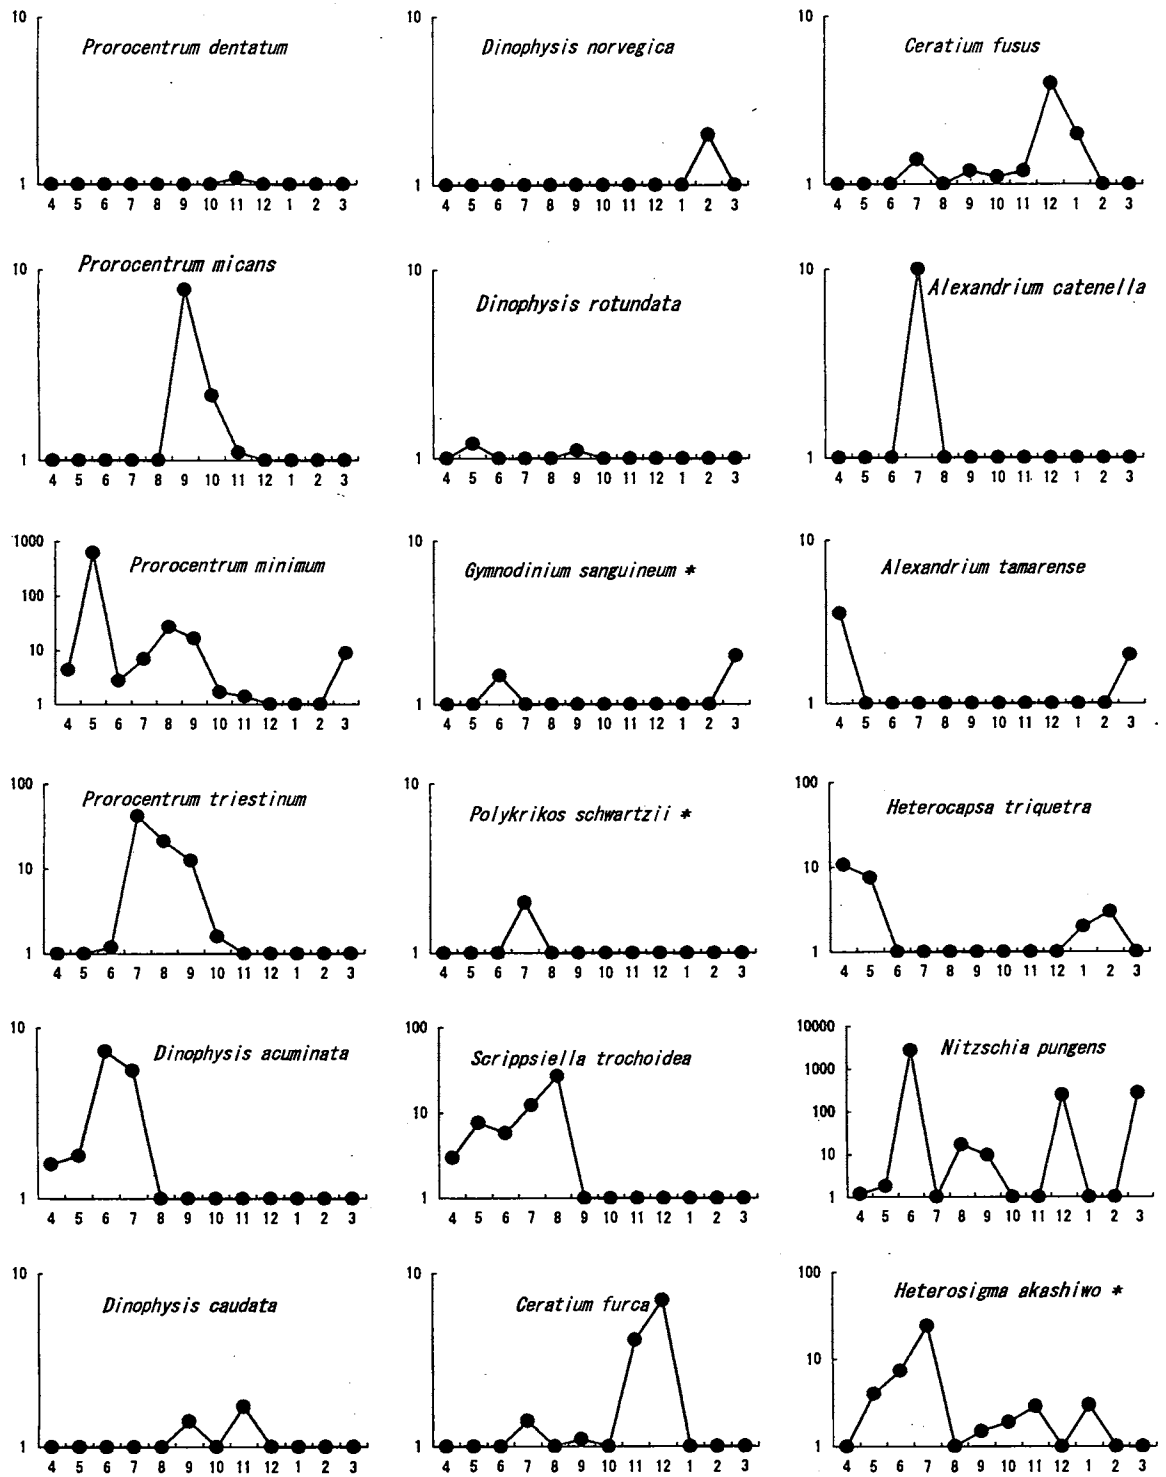 10
Prorocentrum dentatum
1
4 5 6 7 8 9 10 11 12 1 2 3
10
Dinophysis norvegica
1
4 5 6 7 8 9 10 11 12 1 2 3
10
Ceratium fusus
1
4 5 6 7 8 9 10 11 12 1 2 3
Prorocentrum micans
10
1
4 5 6 7 8 9 10 11 12 1 2 3
10
Dinophysis rotundata
1
4 5 6 7 8 9 10 11 12 1 2 3
10
Alexandrium catenella
1
4 5 6 7 8 9 10 11 12 1 2 3
1000
Prorocentrum minimum
100
10
1
4 5 6 7 8 9 10 11 12 1 2 3
10
Gymnodinium sanguineum *
1
4 5 6 7 8 9 10 11 12 1 2 3
10
Alexandrium tamarense
1
4 5 6 7 8 9 10 11 12 1 2 3
100
Prorocentrum triestinum
10
1
4 5 6 7 8 9 10 11 12 1 2 3
10
Polykrikos schwartzii *
1
4 5 6 7 8 9 10 11 12 1 2 3
100
Heterocapsa triquetra
10
1
4 5 6 7 8 9 10 11 12 1 2 3
10
Dinophysis acuminata
1
4 5 6 7 8 9 10 11 12 1 2 3
100
Scrippsiella trochoidea
10
1
4 5 6 7 8 9 10 11 12 1 2 3
10000
Nitzschia pungens
1000
100
10
1
4 5 6 7 8 9 10 11 12 1 2 3
10
Dinophysis caudata
1
4 5 6 7 8 9 10 11 12 1 2 3
10
Ceratium furca
1
4 5 6 7 8 9 10 11 12 1 2 3
100
Heterosigma akashiwo *
10
1
4 5 6 7 8 9 10 11 12 1 2 3